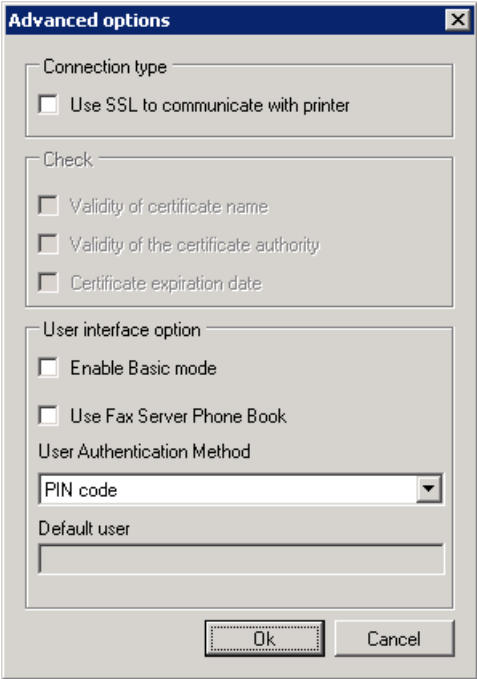 Advanced options
Connection type
Use SSL to communicate with printer
Check
Validity of certificate name
Validity of the certificate authority
Certificate expiration date
User interface option
Enable Basic mode
Use Fax Server Phone Book
User Authentication Method
PIN code
Default user
Ok Cancel